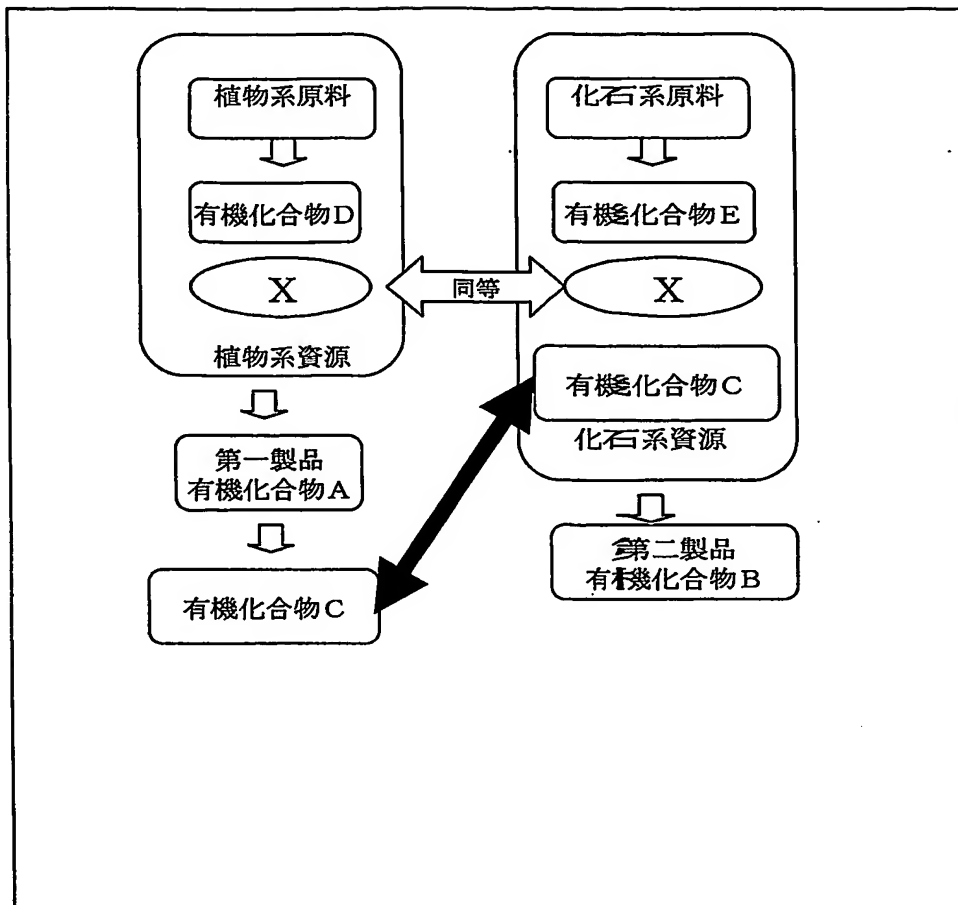 植物系原料
有機化合物D
X
植物系資源
第一製品
有機化合物A
有機化合物C
同等
化石系原料
有機化合物E
X
有機化合物C
化石系資源
第二製品
有機化合物B